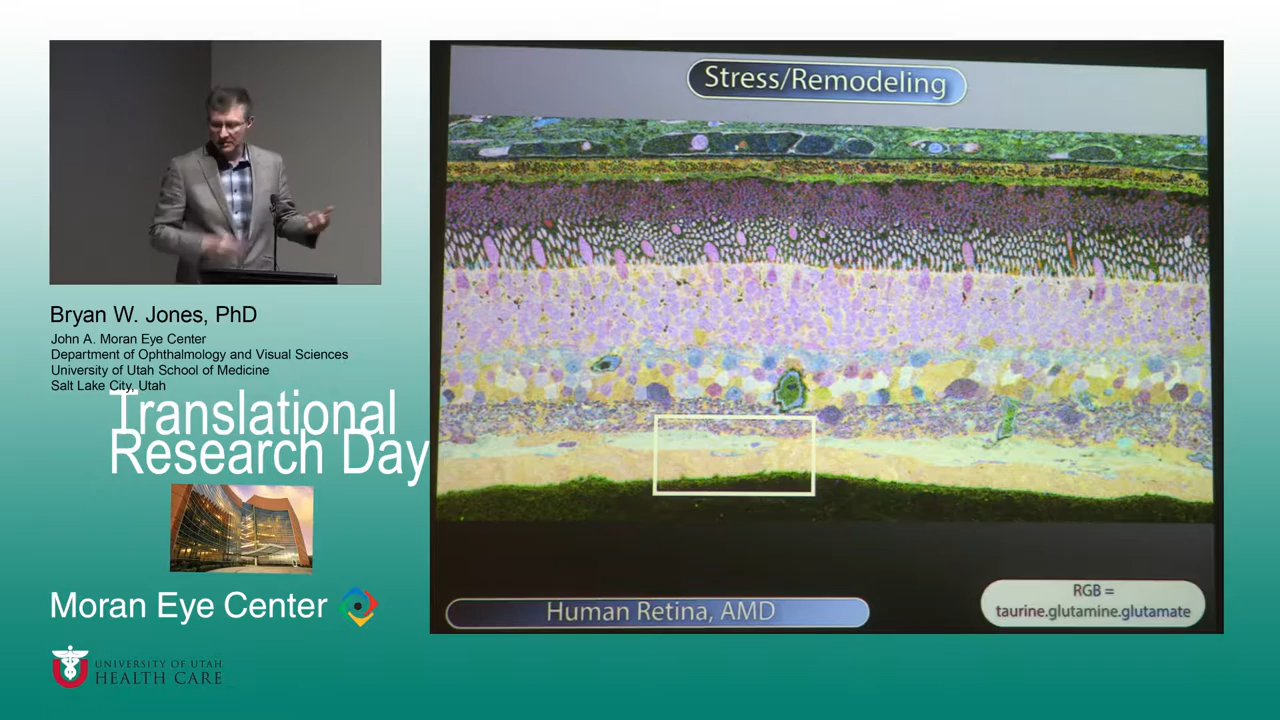 Stress/Remodeling
Bryan W. Jones, PhD
John A. Moran Eye Center
Department of Ophthalmology and Visual Sciences
University of Utah School of Medicine
Salt Lake City, Utah
Translational
Research Day
Moran Eye Center
UNIVERSITY OF UTAH
HEALTH CARE
Human Retina, AMD
RGB =
taurine.glutamine.glutamate